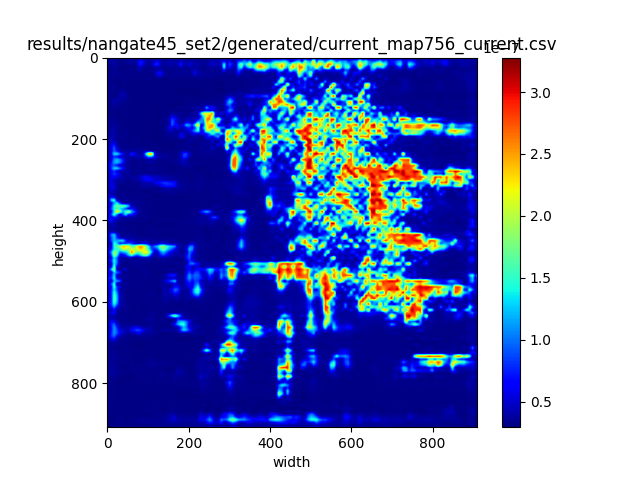 results/nangate45_set2/generated/current_map756_current.csv
1e−7
0
200
400
600
800
height
0 200 400 600 800
width
3.0
2.5
2.0
1.5
1.0
0.5